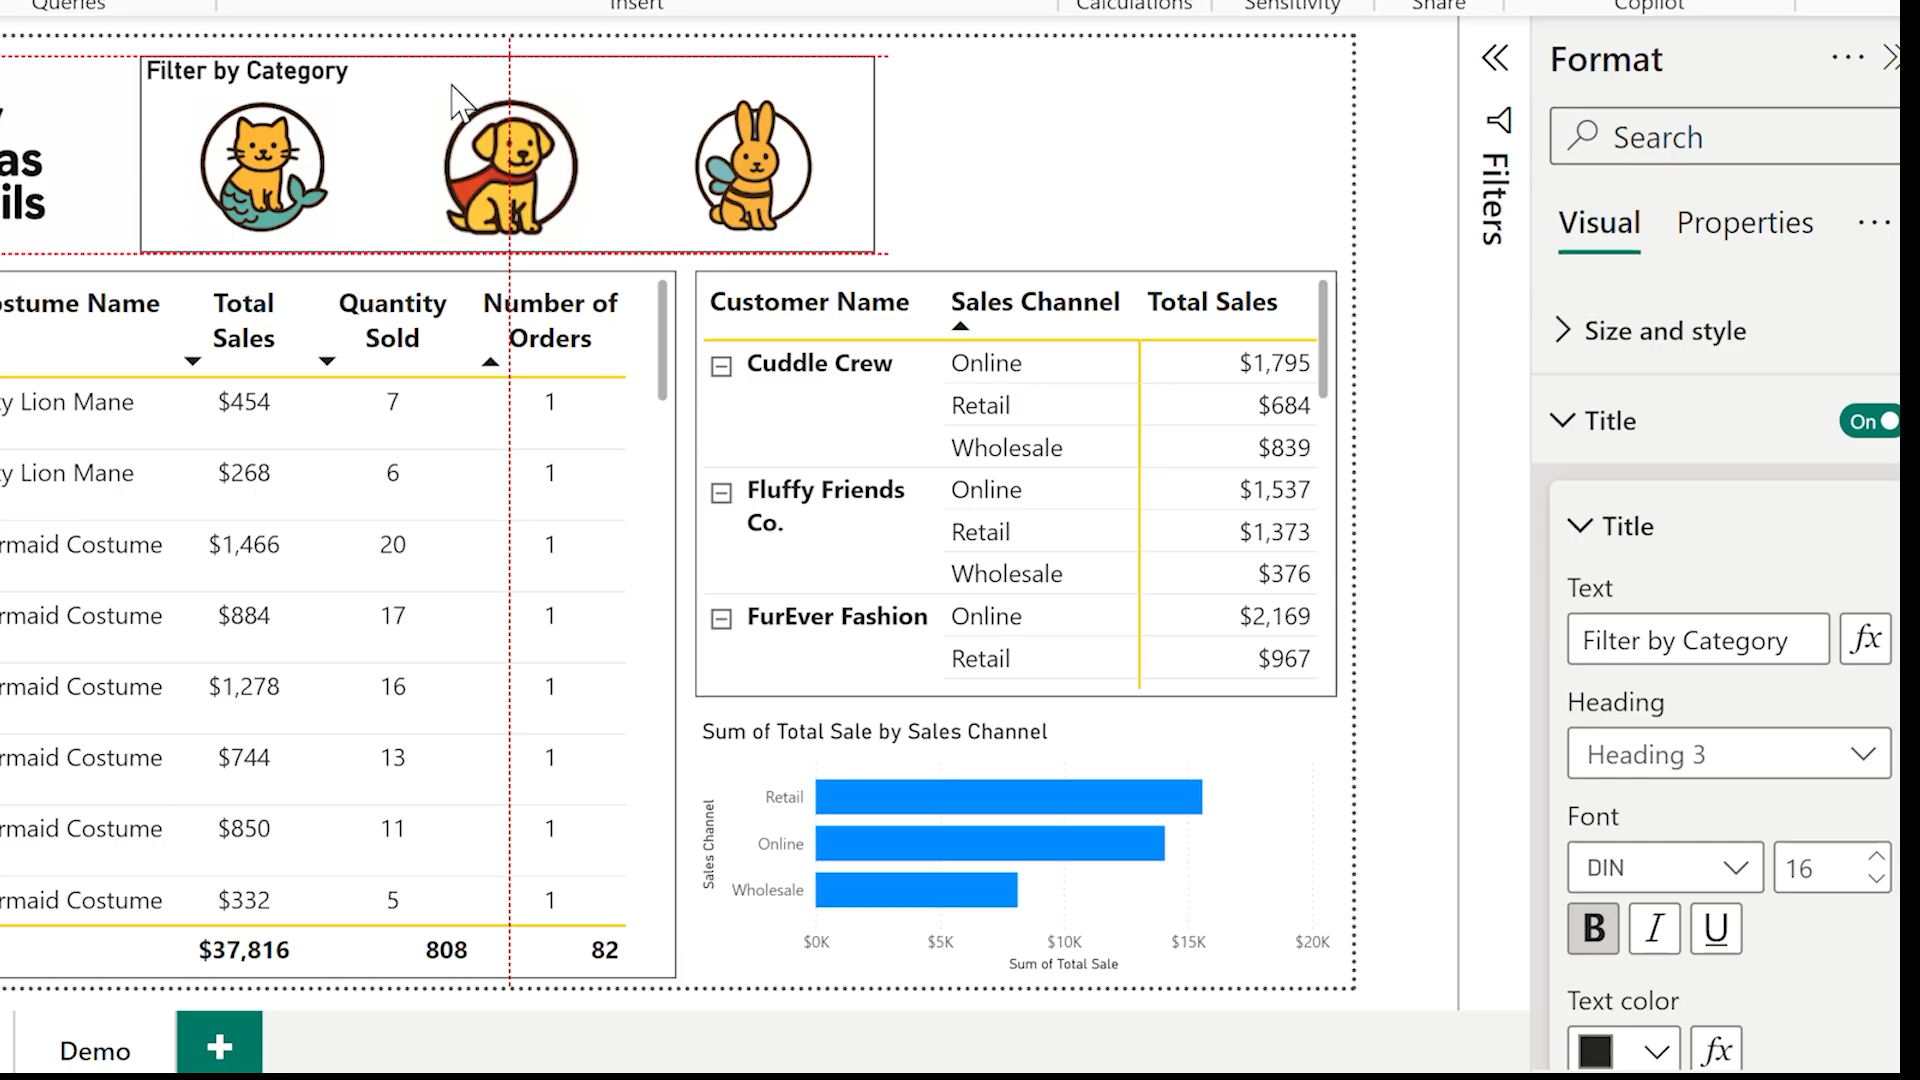 Queries
Insert
Calculations
Sensitivity
Share
Copilot
Filter by Category
as
ils
ostume Name
Total Sales
Quantity Sold
Number of Orders
y Lion Mane $454 7 1
y Lion Mane $268 6 1
rmaid Costume $1,466 20 1
rmaid Costume $884 17 1
rmaid Costume $1,278 16 1
rmaid Costume $744 13 1
rmaid Costume $850 11 1
rmaid Costume $332 5 1
$37,816 808 82
Customer Name Sales Channel Total Sales
Cuddle Crew Online $1,795
Retail $684
Wholesale $839
Fluffy Friends Co. Online $1,537
Retail $1,373
Wholesale $376
FurEver Fashion Online $2,169
Retail $967
Sum of Total Sale by Sales Channel
Sales Channel
Retail
Online
Wholesale
$0K $5K $10K $15K $20K
Sum of Total Sale
Demo
Filters
Format
Search
Visual Properties
Size and style
Title On
Title
Text
Filter by Category fx
Heading
Heading 3
Font
DIN 16
B I U
Text color
fx